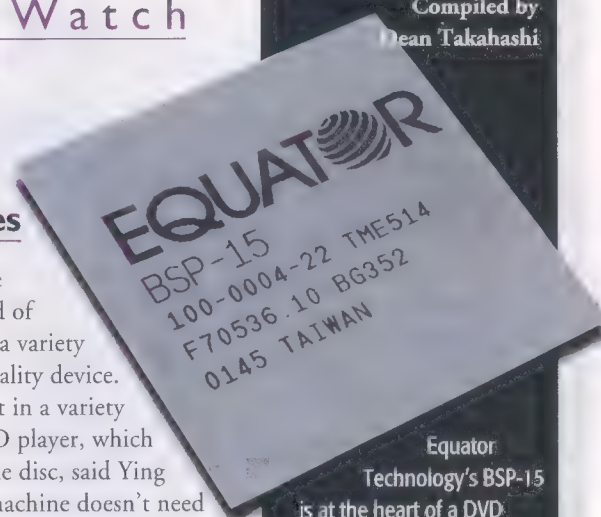 Watch
Compiled by
Dean Takahashi
EQUATOR
BSP-15
100-0004-22 TME514
F70536.10 BG352
0145 TAIWAN
es
e
d of
a variety
ality device.
t in a variety
D player, which
e disc, said Ying
machine doesn't need
Equator
Technology's BSP-15
is at the heart of a DVD